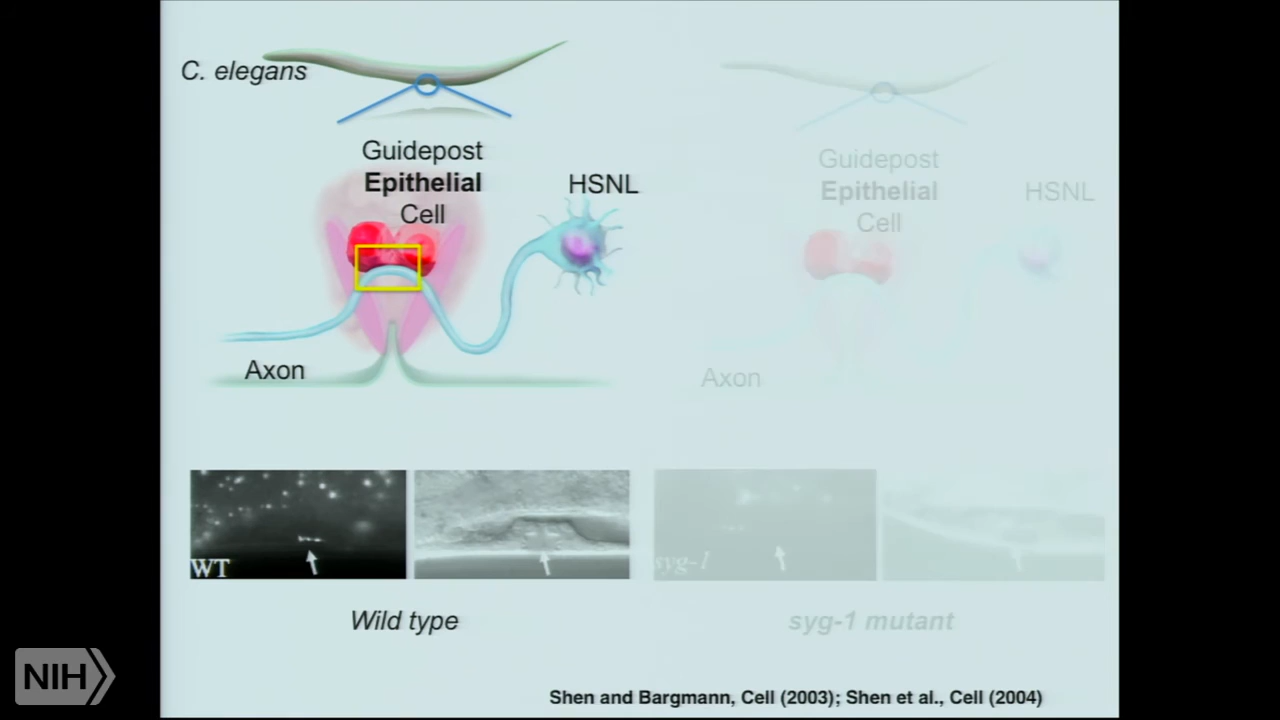 C. elegans
Guidepost
Epithelial
Cell
HSNL
Axon
Guidepost
Epithelial
Cell
HSNL
Axon
WT
syg-1
Wild type
syg-1 mutant
Shen and Bargmann, Cell (2003); Shen et al., Cell (2004)
NIH